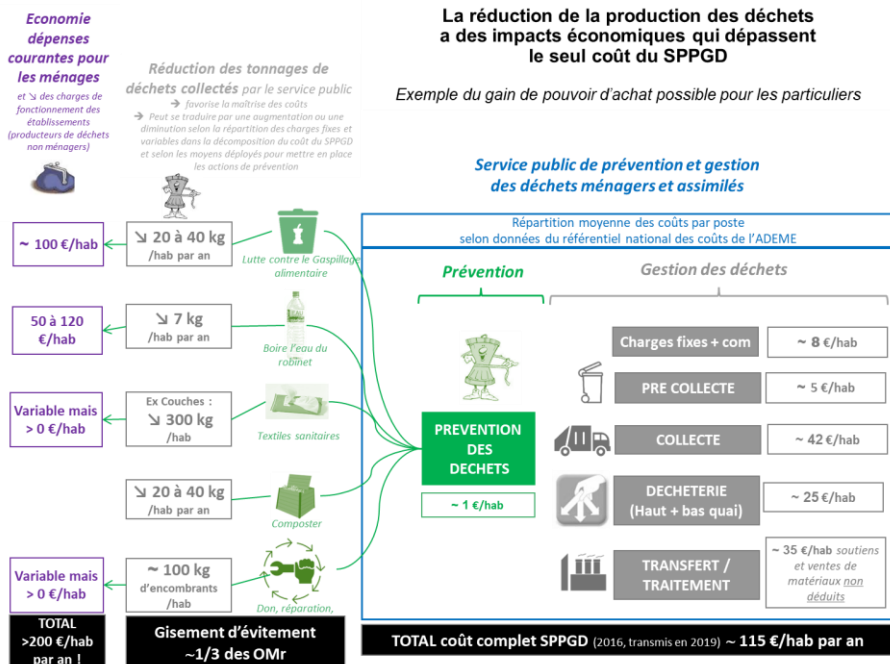 Economie
dépenses
courantes pour
les ménages
et ↘ des charges de
fonctionnement des
établissements
(producteurs de déchets
non ménagers)
Réduction des tonnages de
déchets collectés par le service public
→ favorise la maîtrise des coûts
→ Peut se traduire par une augmentation ou une
diminution selon la répartition des charges fixes et
variables dans la décomposition du coût du SPPGD
et selon les moyens déployés pour mettre en place
les actions de prévention
La réduction de la production des déchets
a des impacts économiques qui dépassent
le seul coût du SPPGD
Exemple du gain de pouvoir d'achat possible pour les particuliers
Service public de prévention et gestion
des déchets ménagers et assimilés
Répartition moyenne des coûts par poste
selon données du référentiel national des coûts de l'ADEME
~ 100 €/hab
↘ 20 à 40 kg
/hab par an
Lutte contre le Gaspillage
alimentaire
50 à 120
€/hab
↘ 7 kg
/hab par an
Boire l'eau du
robinet
Variable mais
> 0 €/hab
Ex Couches :
↘ 300 kg
/hab
Textiles sanitaires
↘ 20 à 40 kg
/hab par an
Composter
Variable mais
> 0 €/hab
~ 100 kg
d'encombrants
/hab
Don, réparation,
TOTAL
>200 €/hab
par an !
Gisement d'évitement
~1/3 des OMr
Prévention
PREVENTION
DES
DECHETS
~ 1 €/hab
Gestion des déchets
Charges fixes + com
~ 8 €/hab
PRE COLLECTE
~ 5 €/hab
COLLECTE
~ 42 €/hab
DECHETERIE
(Haut + bas quai)
~ 25 €/hab
TRANSFERT /
TRAITEMENT
~ 35 €/hab soutiens
et ventes de
matériaux non
déduits
TOTAL coût complet SPPGD (2016, transmis en 2019) ~ 115 €/hab par an